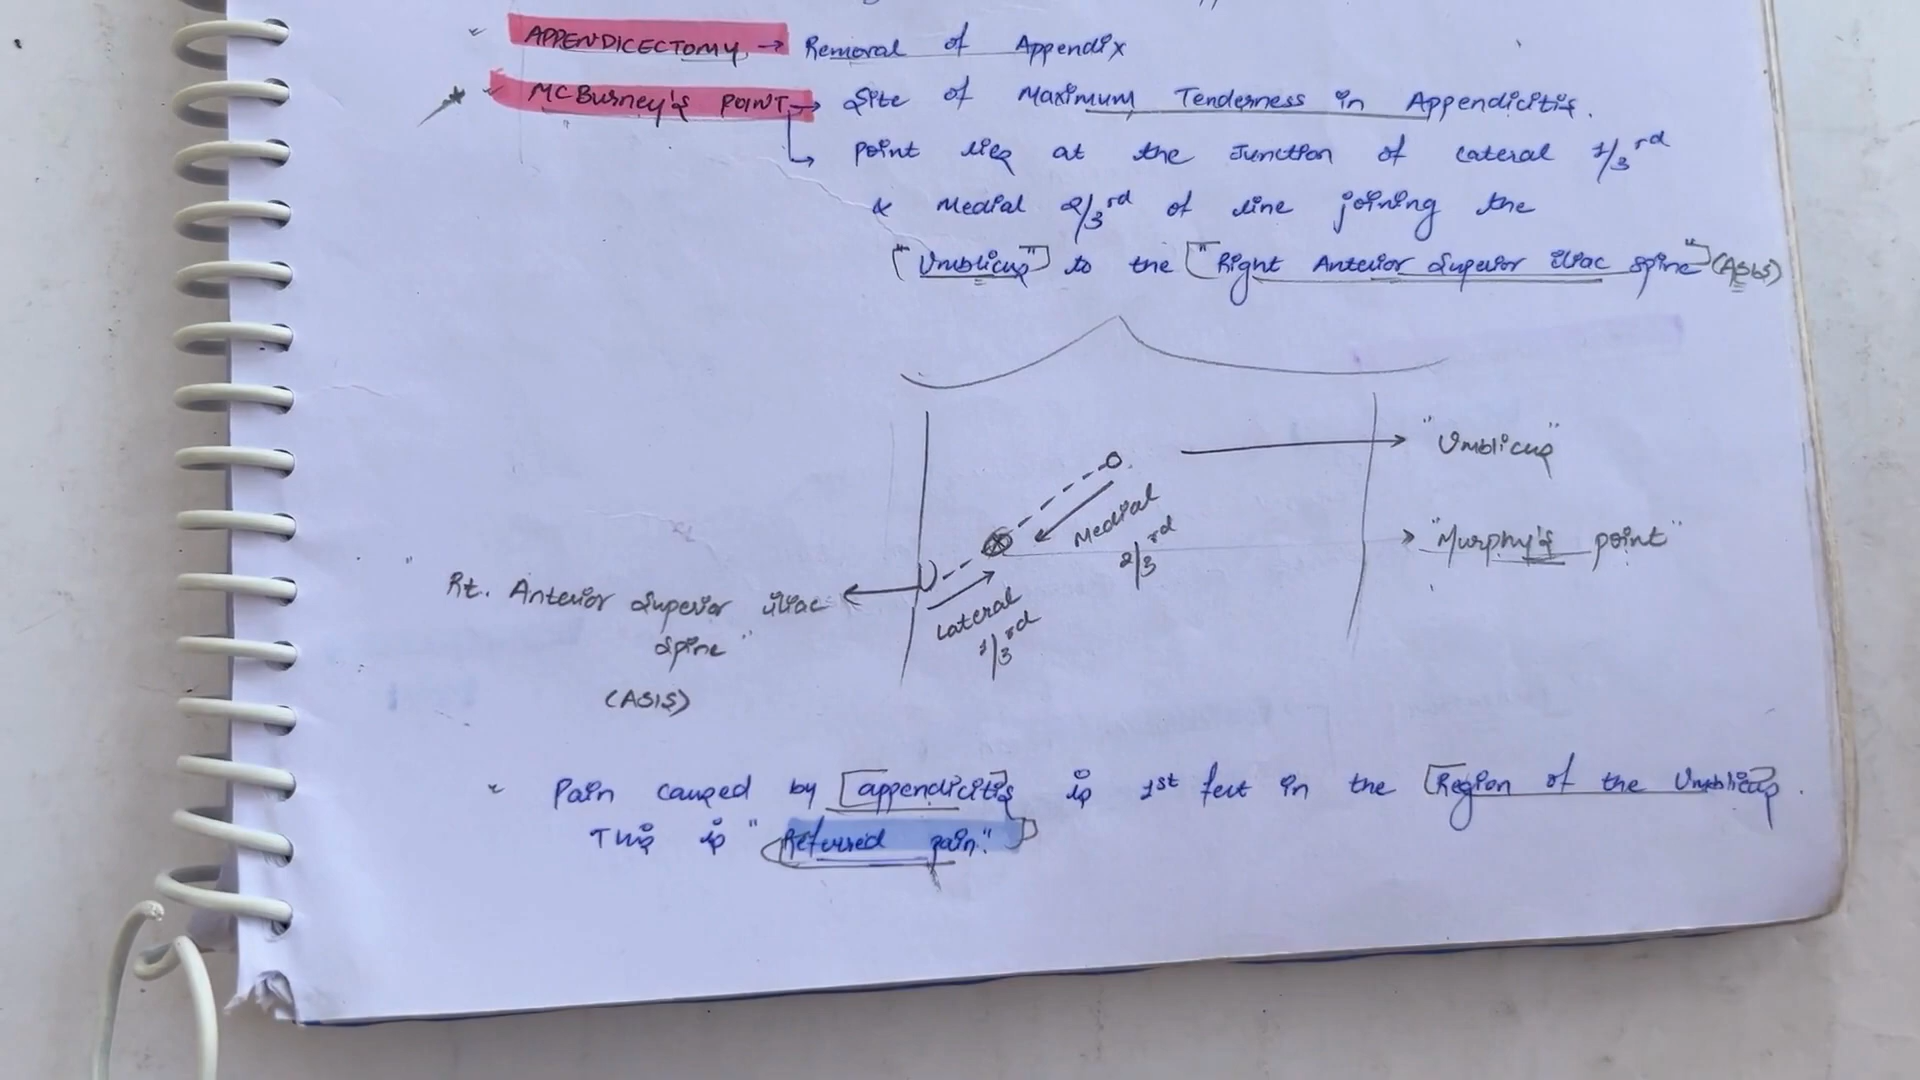 APPENDICECTOMY → Removal of Appendix
MCBurney's POINT → Site of Maximum Tenderness in Appendicitis.
↳ Point lies at the Junction of Lateral 1/3rd
& Medial 2/3rd of line joining the
["Umblicus"] to the ["Right Anterior Superior iliac spine"] (ASIS)
"Umblicus"
Medial
2/3rd
"Murphy's point"
Rt. Anterior Superior iliac
Spine"
(ASIS)
Lateral
1/3rd
Pain caused by [appendicitis] is 1st felt in the [Region of the Umblicus].
This is "Referred pain."